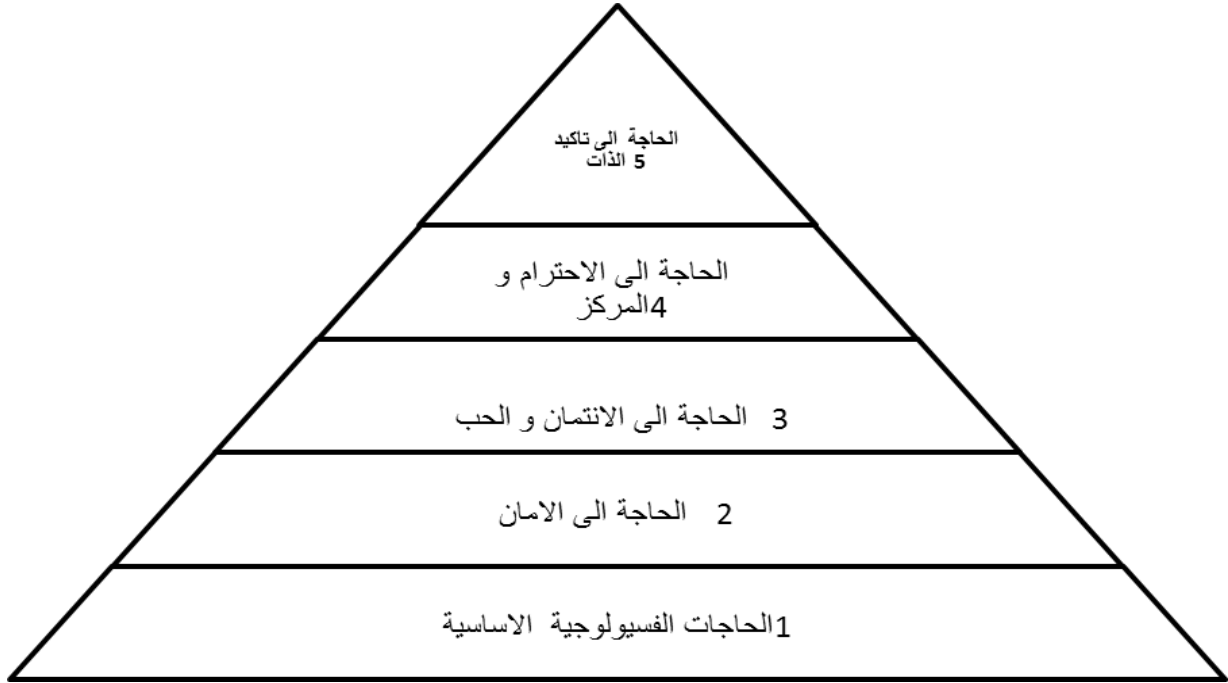 الحاجة الى تاكيد
5 الذات
الحاجة الى الاحترام و
4المركز
3 الحاجة الى الانتمان و الحب
2 الحاجة الى الامان
1الحاجات الفسيولوجية الاساسية